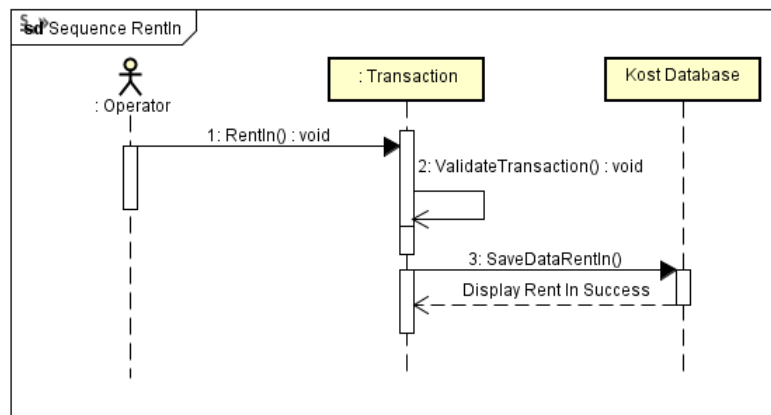 sd Sequence RentIn
: Operator
: Transaction
Kost Database
1: RentIn() : void
2: ValidateTransaction() : void
3: SaveDataRentIn()
Display Rent In Success